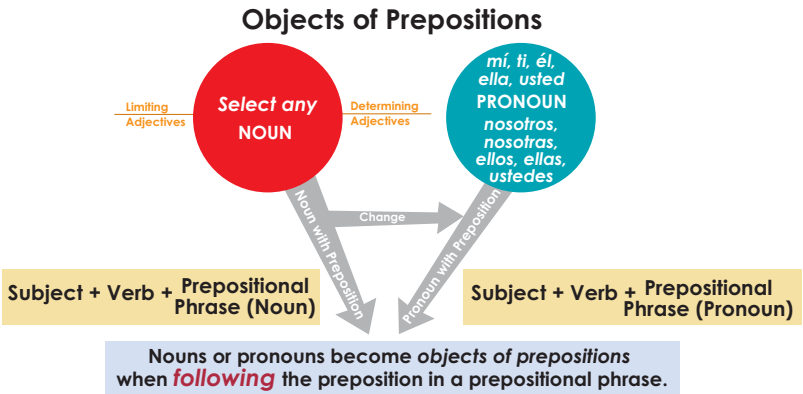 Objects of Prepositions
Limiting
Adjectives
Select any
NOUN
Determining
Adjectives
mí, ti, él,
ella, usted
PRONOUN
nosotros,
nosotras,
ellos, ellas,
ustedes
Noun with Preposition
Change
Pronoun with Preposition
Subject + Verb + Prepositional
Phrase (Noun)
Subject + Verb + Prepositional
Phrase (Pronoun)
Nouns or pronouns become objects of prepositions
when following the preposition in a prepositional phrase.